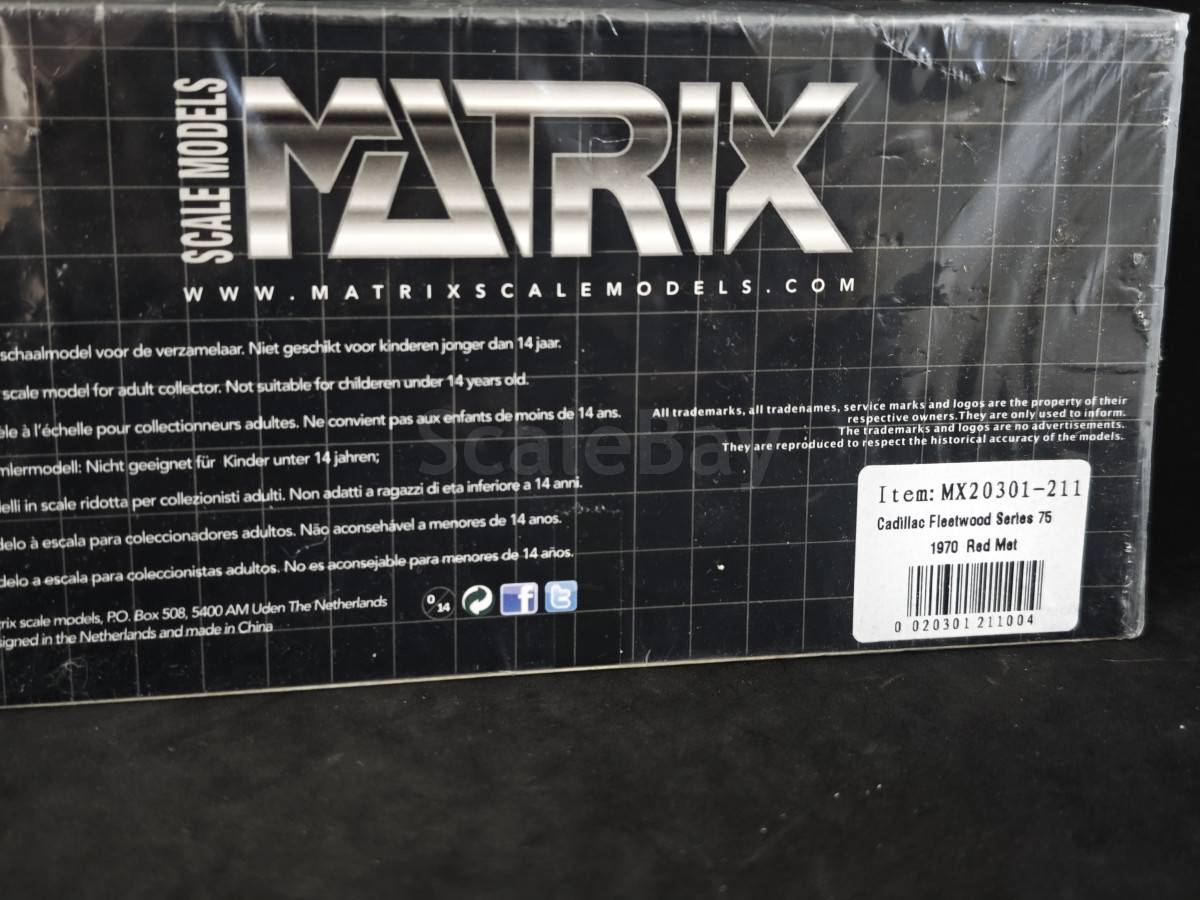 SCALE MODELS
MATRIX
WWW.MATRIXSCALEMODELS.COM
schaalmodel voor de verzamelaar. Niet geschikt voor kinderen jonger dan 14 jaar.
scale model for adult collector. Not suitable for childeren under 14 years old.
èle à l'échelle pour collectionneurs adultes. Ne convient pas aux enfants de moins de 14 ans.
mlermodell: Nicht geeignet für Kinder unter 14 jahren;
elli in scale ridotta per collezionisti adulti. Non adatti a ragazzi di eta inferiore a 14 anni.
delo à escala para coleccionadores adultos. Não aconsehável a menores de 14 anos.
delo a escala para coleccionistas adultos. No es aconsejable para menores de 14 años.
trix scale models, P.O. Box 508, 5400 AM Uden The Netherlands
signed in the Netherlands and made in China
0/14
All trademarks, all tradenames, service marks and logos are the property of their
respective owners.They are only used to inform.
The trademarks and logos are no advertisements.
They are reproduced to respect the historical accuracy of the models.
ScaleBay
Item: MX20301-211
Cadillac Fleetwood Series 75
1970 Red Met
0 020301 211004